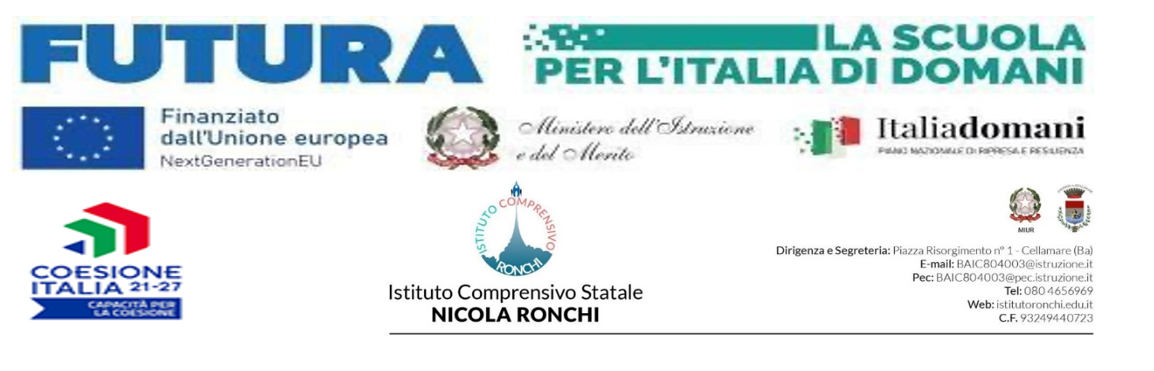 FUTURA
LA SCUOLA
PER L'ITALIA DI DOMANI
Finanziato
dall'Unione europea
NextGenerationEU
Ministero dell'Istruzione
e del Merito
Italiadomani
PIANO NAZIONALE DI RIPRESA E RESILIENZA
COESIONE
ITALIA 21-27
CAPACITÀ PER
LA COESIONE
ISTITUTO COMPRENSIVO
RONCHI
Istituto Comprensivo Statale
NICOLA RONCHI
MIUR
Dirigenza e Segreteria: Piazza Risorgimento n° 1 - Cellamare (Ba)
E-mail: BAIC804003@istruzione.it
Pec: BAIC804003@pec.istruzione.it
Tel: 080 4656969
Web: istitutoronchi.edu.it
C.F. 93249440723